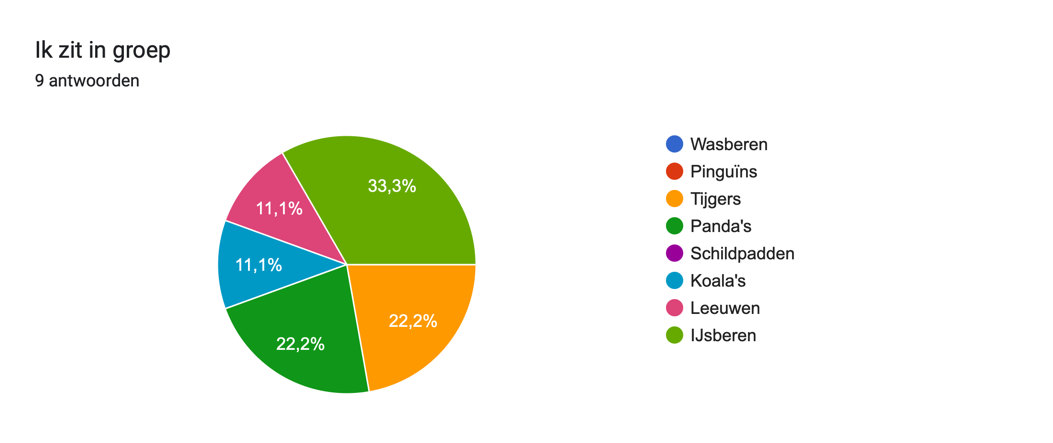 Ik zit in groep
9 antwoorden
33,3%
11,1%
11,1%
22,2%
22,2%
Wasberen
Pinguïns
Tijgers
Panda's
Schildpadden
Koala's
Leeuwen
IJsberen